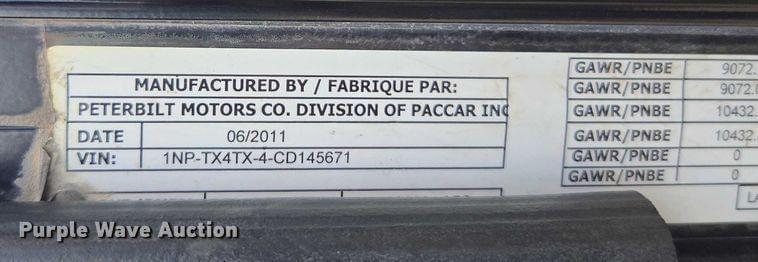 MANUFACTURED BY / FABRIQUE PAR:
PETERBILT MOTORS CO. DIVISION OF PACCAR INC
DATE 06/2011
VIN: 1NP-TX4TX-4-CD145671
GAWR/PNBE 9072.
GAWR/PNBE 9072.
GAWR/PNBE 10432.
GAWR/PNBE 10432.
GAWR/PNBE 0
GAWR/PNBE 0
Purple Wave Auction